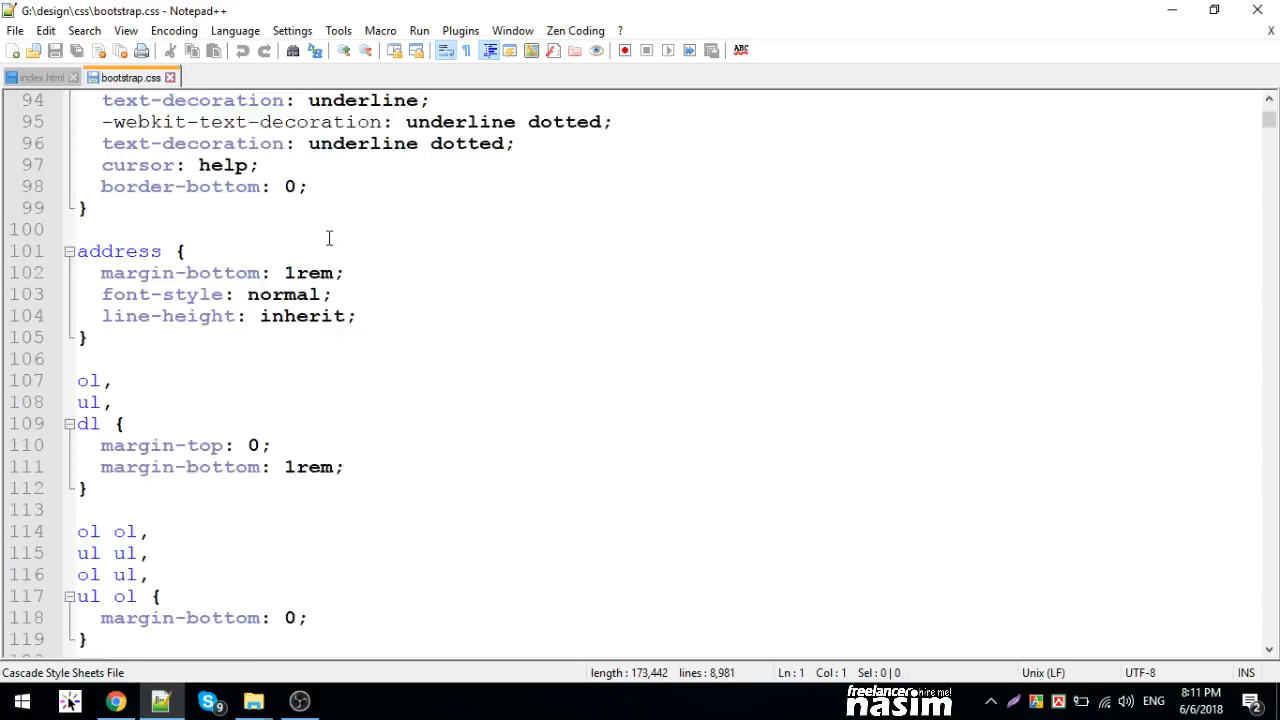 G:\design\css\bootstrap.css - Notepad++
File Edit Search View Encoding Language Settings Tools Macro Run Plugins Window Zen Coding ? X
ABC
index.html bootstrap.css
94 text-decoration: underline;
95 -webkit-text-decoration: underline dotted;
96 text-decoration: underline dotted;
97 cursor: help;
98 border-bottom: 0;
99 }
100
101 address {
102 margin-bottom: 1rem;
103 font-style: normal;
104 line-height: inherit;
105 }
106
107 ol,
108 ul,
109 dl {
110 margin-top: 0;
111 margin-bottom: 1rem;
112 }
113
114 ol ol,
115 ul ul,
116 ol ul,
117 ul ol {
118 margin-bottom: 0;
119 }
Cascade Style Sheets File length : 173,442 lines : 8,981 Ln : 1 Col : 1 Sel : 0 | 0 Unix (LF) UTF-8 INS
freelancer hire me!
nasim
9
ENG
8:11 PM
6/6/2018
2